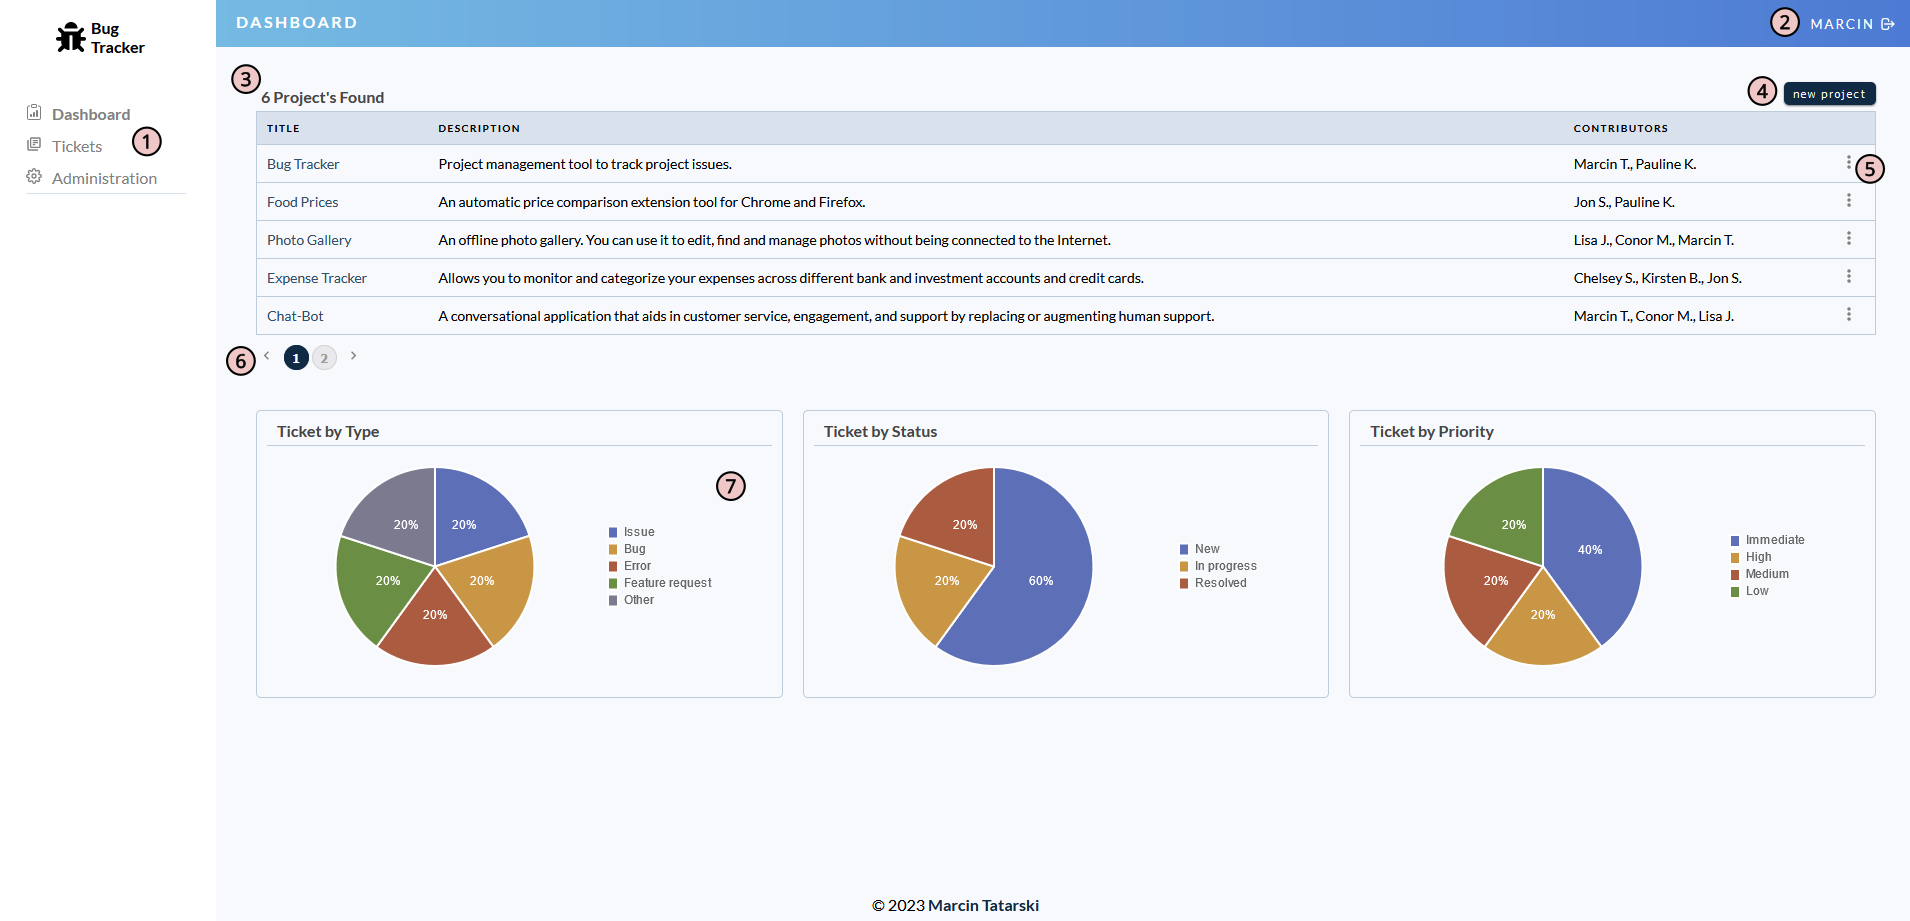 Bug
Tracker
DASHBOARD
2
MARCIN
Dashboard
Tickets
1
Administration
3
6 Project's Found
4
new project
TITLE DESCRIPTION CONTRIBUTORS
Bug Tracker Project management tool to track project issues. Marcin T., Pauline K.
5
Food Prices An automatic price comparison extension tool for Chrome and Firefox. Jon S., Pauline K.
Photo Gallery An offline photo gallery. You can use it to edit, find and manage photos without being connected to the Internet. Lisa J., Conor M., Marcin T.
Expense Tracker Allows you to monitor and categorize your expenses across different bank and investment accounts and credit cards. Chelsey S., Kirsten B., Jon S.
Chat-Bot A conversational application that aids in customer service, engagement, and support by replacing or augmenting human support. Marcin T., Conor M., Lisa J.
6
1 2
Ticket by Type
7
20% 20%
20% 20%
20%
Issue
Bug
Error
Feature request
Other
Ticket by Status
20%
20% 60%
New
In progress
Resolved
Ticket by Priority
20%
40%
20%
20%
Immediate
High
Medium
Low
© 2023 Marcin Tatarski